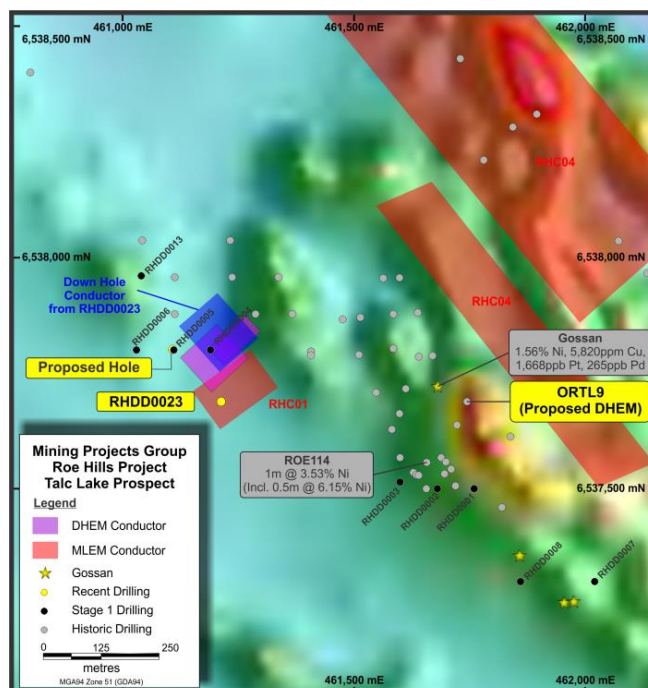 461,000 mE
462,000 mE
6,538,500 mN
6,538,500 mN
RHC04
6,538,000 mN
6,538,000 mN
RHDD0013
Down Hole
Conductor
from RHDD0023
RHC04
RHDD0006
RHDD0005
RHDD0004
Gossan
1.56% Ni, 5,820ppm Cu,
1,668ppb Pt, 265ppb Pd
Proposed Hole
RHDD0023
RHC01
ORTL9
(Proposed DHEM)
Mining Projects Group
Roe Hills Project
Talc Lake Prospect
Legend
DHEM Conductor
MLEM Conductor
Gossan
Recent Drilling
Stage 1 Drilling
Historic Drilling
0 125 250
metres
MGA94 Zone 51 (GDA94)
ROE114
1m @ 3.53% Ni
(Incl. 0.5m @ 6.15% Ni)
6,537,500 mN
RHDD0003
RHDD0002
RHDD0001
RHDD0008
RHDD0007
461,500 mE
462,000 mE